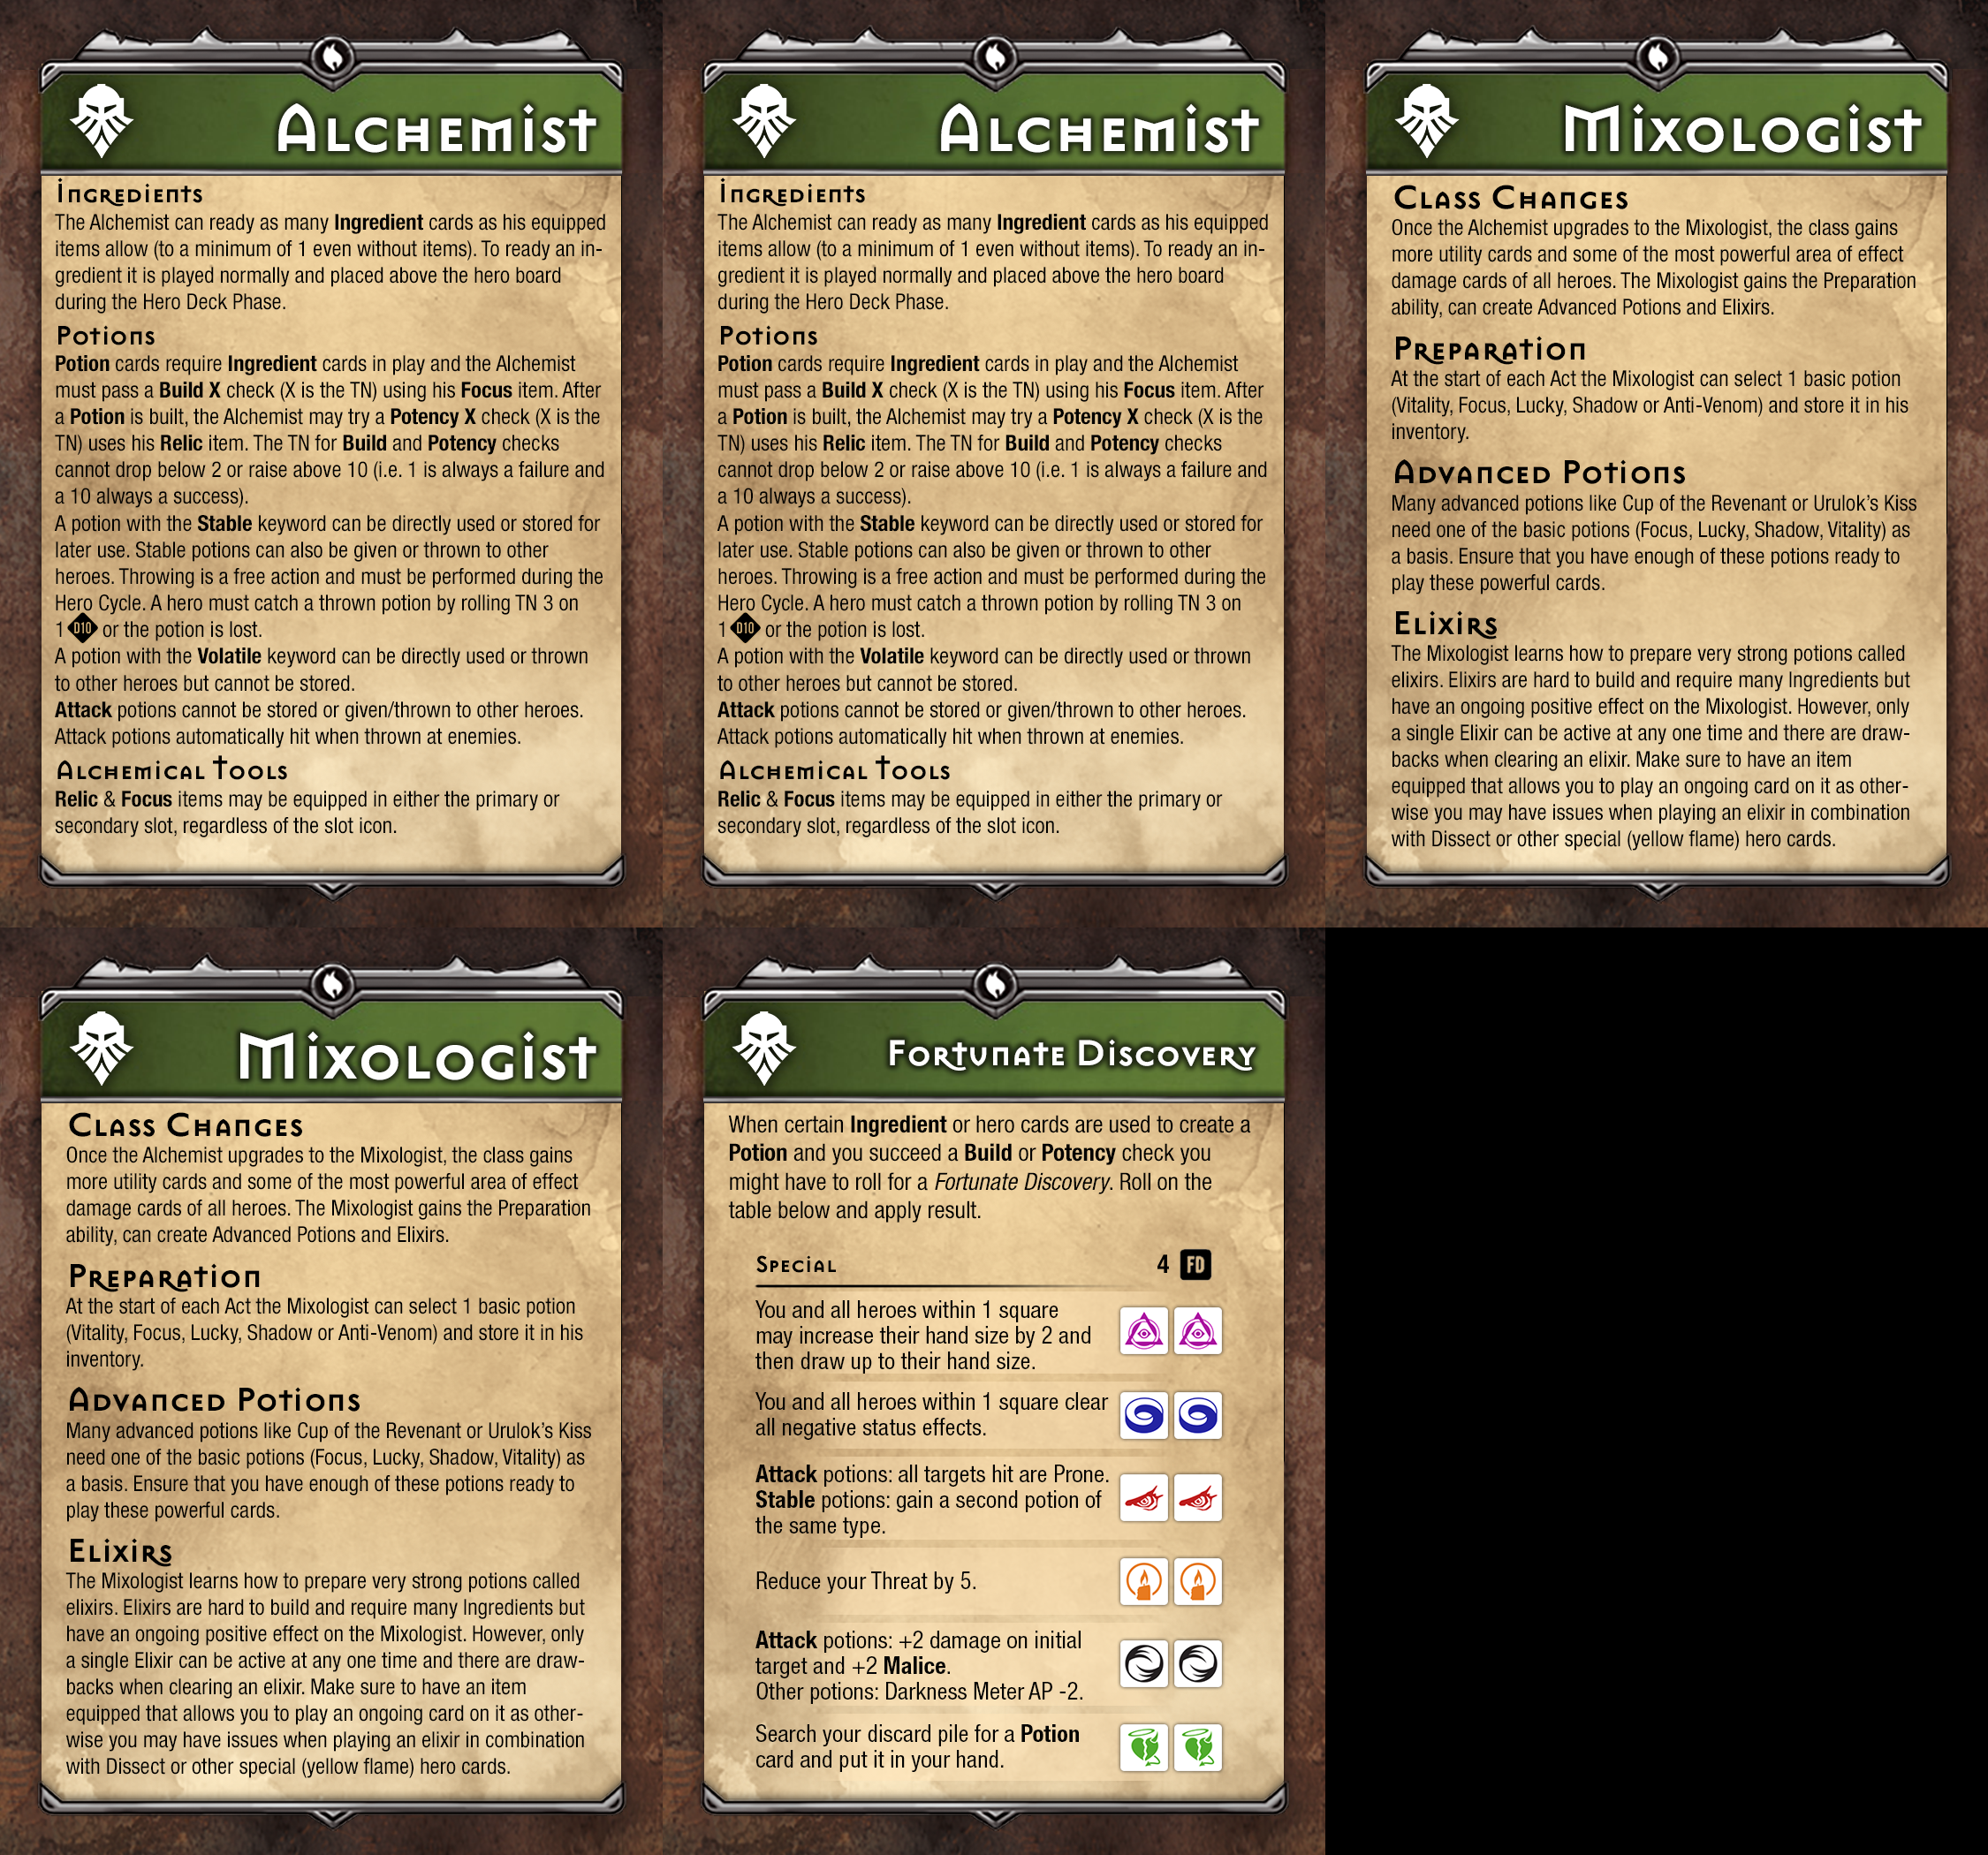 Alchemist
Ingredients
The Alchemist can ready as many Ingredient cards as his equipped
items allow (to a minimum of 1 even without items). To ready an in-
gredient it is played normally and placed above the hero board
during the Hero Deck Phase.
Potions
Potion cards require Ingredient cards in play and the Alchemist
must pass a Build X check (X is the TN) using his Focus item. After
a Potion is built, the Alchemist may try a Potency X check (X is the
TN) uses his Relic item. The TN for Build and Potency checks
cannot drop below 2 or raise above 10 (i.e. 1 is always a failure and
a 10 always a success).
A potion with the Stable keyword can be directly used or stored for
later use. Stable potions can also be given or thrown to other
heroes. Throwing is a free action and must be performed during the
Hero Cycle. A hero must catch a thrown potion by rolling TN 3 on
1 D10 or the potion is lost.
A potion with the Volatile keyword can be directly used or thrown
to other heroes but cannot be stored.
Attack potions cannot be stored or given/thrown to other heroes.
Attack potions automatically hit when thrown at enemies.
Alchemical Tools
Relic & Focus items may be equipped in either the primary or
secondary slot, regardless of the slot icon.
Alchemist
Ingredients
The Alchemist can ready as many Ingredient cards as his equipped
items allow (to a minimum of 1 even without items). To ready an in-
gredient it is played normally and placed above the hero board
during the Hero Deck Phase.
Potions
Potion cards require Ingredient cards in play and the Alchemist
must pass a Build X check (X is the TN) using his Focus item. After
a Potion is built, the Alchemist may try a Potency X check (X is the
TN) uses his Relic item. The TN for Build and Potency checks
cannot drop below 2 or raise above 10 (i.e. 1 is always a failure and
a 10 always a success).
A potion with the Stable keyword can be directly used or stored for
later use. Stable potions can also be given or thrown to other
heroes. Throwing is a free action and must be performed during the
Hero Cycle. A hero must catch a thrown potion by rolling TN 3 on
1 D10 or the potion is lost.
A potion with the Volatile keyword can be directly used or thrown
to other heroes but cannot be stored.
Attack potions cannot be stored or given/thrown to other heroes.
Attack potions automatically hit when thrown at enemies.
Alchemical Tools
Relic & Focus items may be equipped in either the primary or
secondary slot, regardless of the slot icon.
Mixologist
Class Changes
Once the Alchemist upgrades to the Mixologist, the class gains
more utility cards and some of the most powerful area of effect
damage cards of all heroes. The Mixologist gains the Preparation
ability, can create Advanced Potions and Elixirs.
Preparation
At the start of each Act the Mixologist can select 1 basic potion
(Vitality, Focus, Lucky, Shadow or Anti-Venom) and store it in his
inventory.
Advanced Potions
Many advanced potions like Cup of the Revenant or Urulok's Kiss
need one of the basic potions (Focus, Lucky, Shadow, Vitality) as
a basis. Ensure that you have enough of these potions ready to
play these powerful cards.
Elixirs
The Mixologist learns how to prepare very strong potions called
elixirs. Elixirs are hard to build and require many Ingredients but
have an ongoing positive effect on the Mixologist. However, only
a single Elixir can be active at any one time and there are draw-
backs when clearing an elixir. Make sure to have an item
equipped that allows you to play an ongoing card on it as other-
wise you may have issues when playing an elixir in combination
with Dissect or other special (yellow flame) hero cards.
Mixologist
Class Changes
Once the Alchemist upgrades to the Mixologist, the class gains
more utility cards and some of the most powerful area of effect
damage cards of all heroes. The Mixologist gains the Preparation
ability, can create Advanced Potions and Elixirs.
Preparation
At the start of each Act the Mixologist can select 1 basic potion
(Vitality, Focus, Lucky, Shadow or Anti-Venom) and store it in his
inventory.
Advanced Potions
Many advanced potions like Cup of the Revenant or Urulok's Kiss
need one of the basic potions (Focus, Lucky, Shadow, Vitality) as
a basis. Ensure that you have enough of these potions ready to
play these powerful cards.
Elixirs
The Mixologist learns how to prepare very strong potions called
elixirs. Elixirs are hard to build and require many Ingredients but
have an ongoing positive effect on the Mixologist. However, only
a single Elixir can be active at any one time and there are draw-
backs when clearing an elixir. Make sure to have an item
equipped that allows you to play an ongoing card on it as other-
wise you may have issues when playing an elixir in combination
with Dissect or other special (yellow flame) hero cards.
Fortunate Discovery
When certain Ingredient or hero cards are used to create a
Potion and you succeed a Build or Potency check you
might have to roll for a Fortunate Discovery. Roll on the
table below and apply result.
Special 4 FD
You and all heroes within 1 square
may increase their hand size by 2 and
then draw up to their hand size.
You and all heroes within 1 square clear
all negative status effects.
Attack potions: all targets hit are Prone.
Stable potions: gain a second potion of
the same type.
Reduce your Threat by 5.
Attack potions: +2 damage on initial
target and +2 Malice.
Other potions: Darkness Meter AP -2.
Search your discard pile for a Potion
card and put it in your hand.